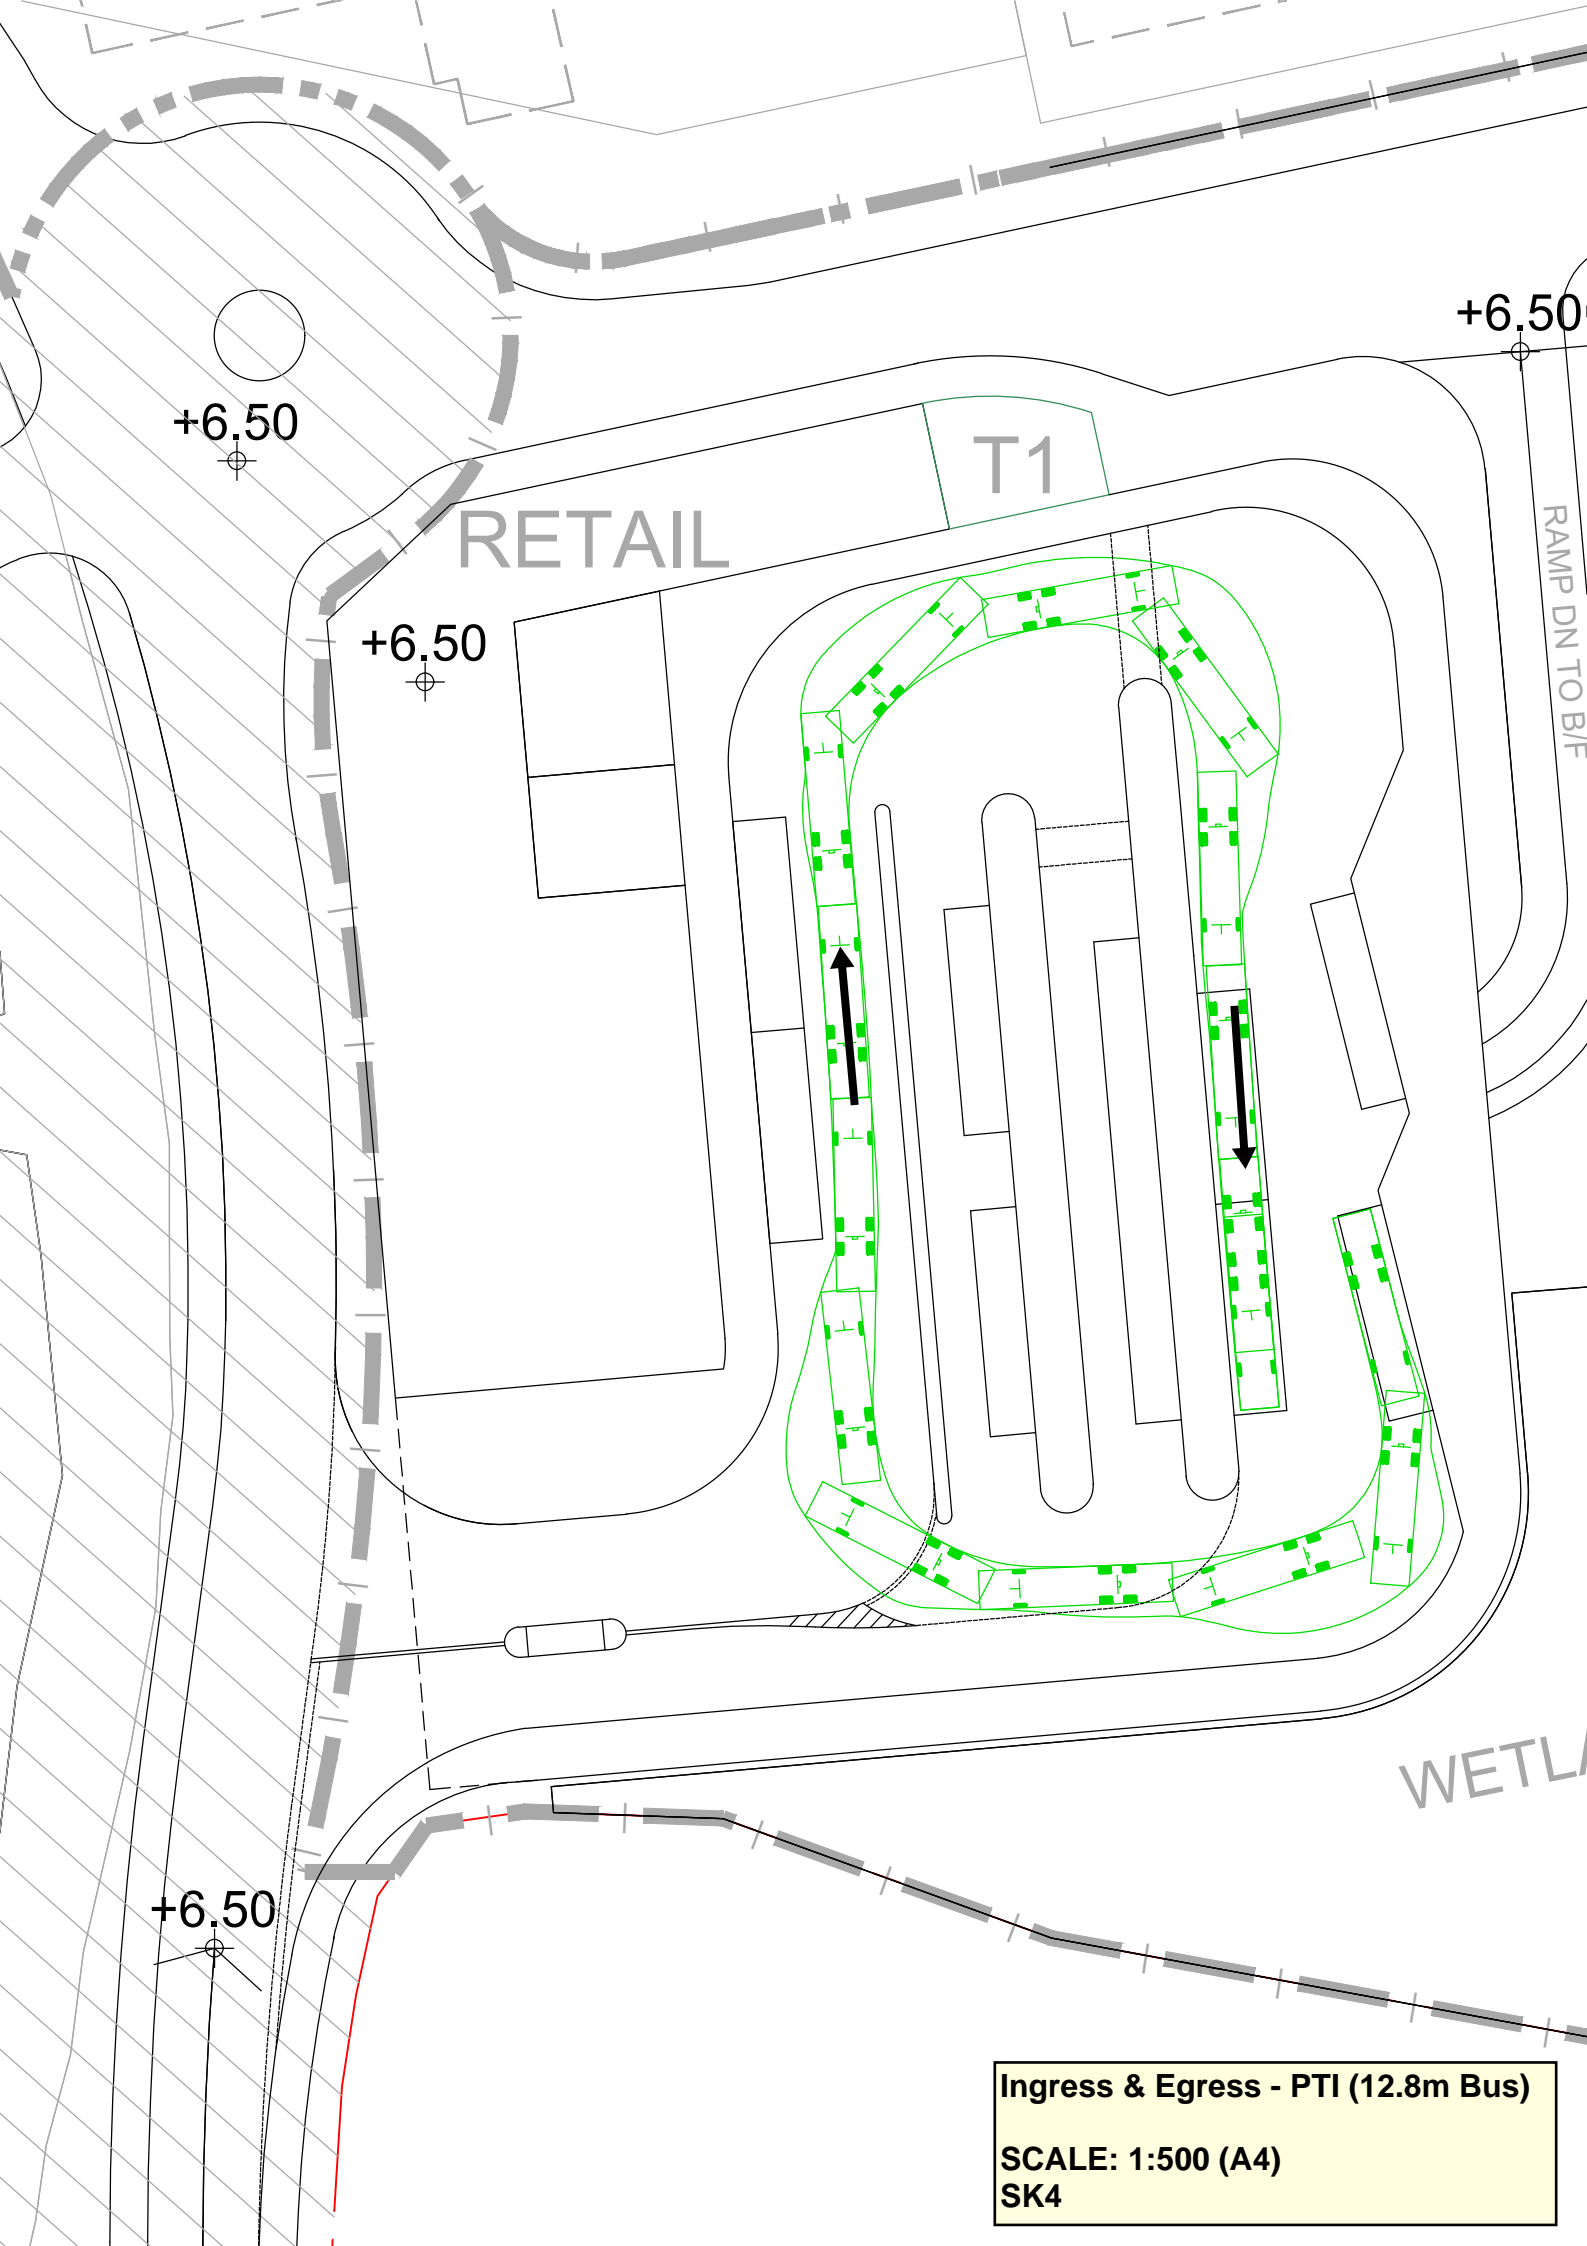 +6.50
+6.50
T1
RETAIL
RAMP DN TO B/F
+6.50
WETLA
+6.50
Ingress & Egress - PTI (12.8m Bus)
SCALE: 1:500 (A4)
SK4